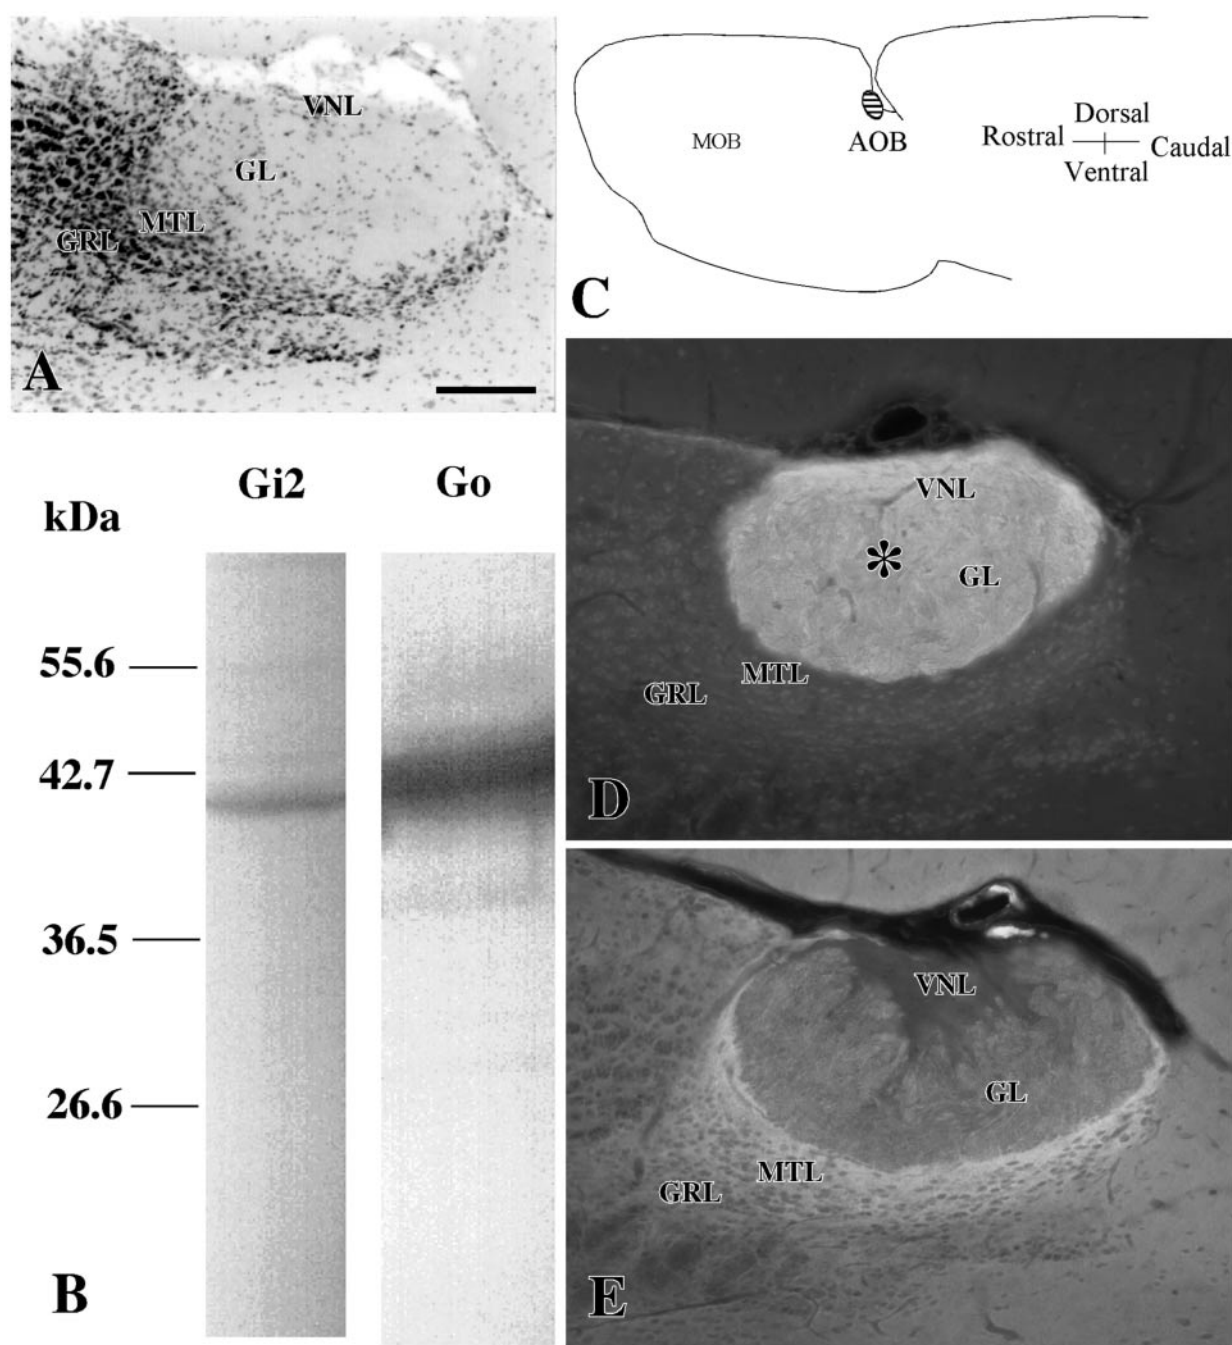 VNL
GL
MTL
GRL
A
MOB
AOB
Dorsal
Rostral
Caudal
Ventral
C
Gi2
Go
kDa
55.6
42.7
36.5
26.6
B
VNL
*
GL
MTL
GRL
D
VNL
GL
MTL
GRL
E